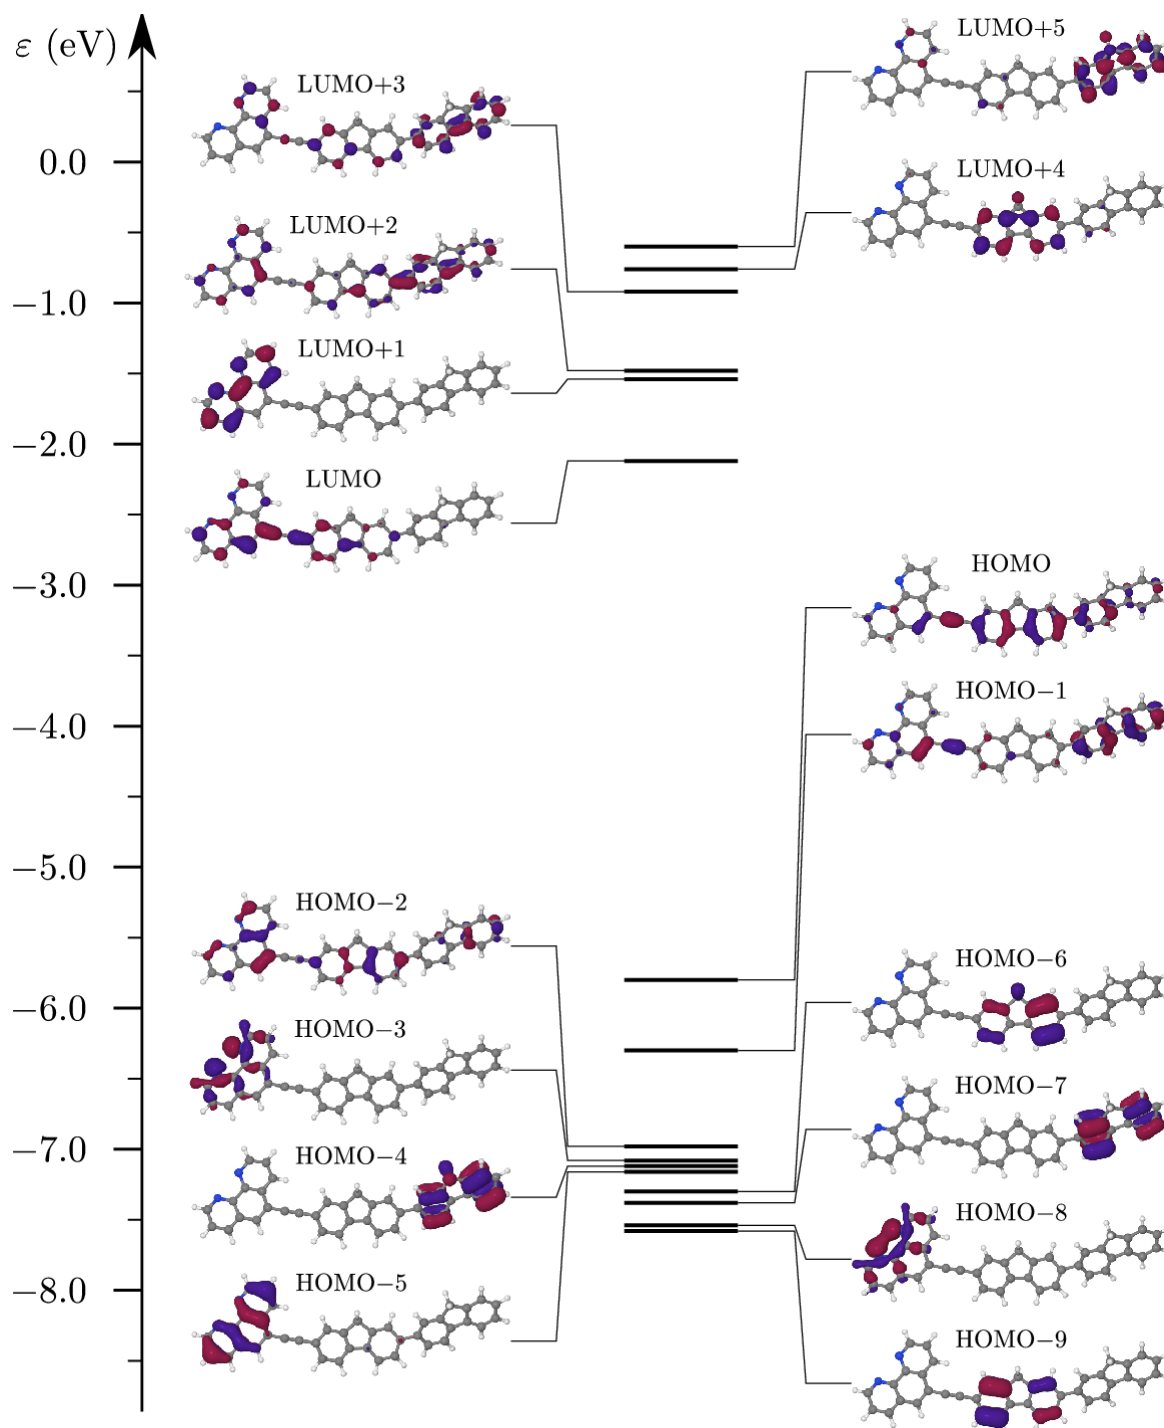 ε (eV)
LUMO+5
LUMO+3
0.0
LUMO+4
LUMO+2
−1.0
LUMO+1
−2.0
LUMO
HOMO
−3.0
HOMO−1
−4.0
−5.0
HOMO−2
HOMO−6
−6.0
HOMO−3
HOMO−7
−7.0
HOMO−4
HOMO−8
HOMO−5
−8.0
HOMO−9